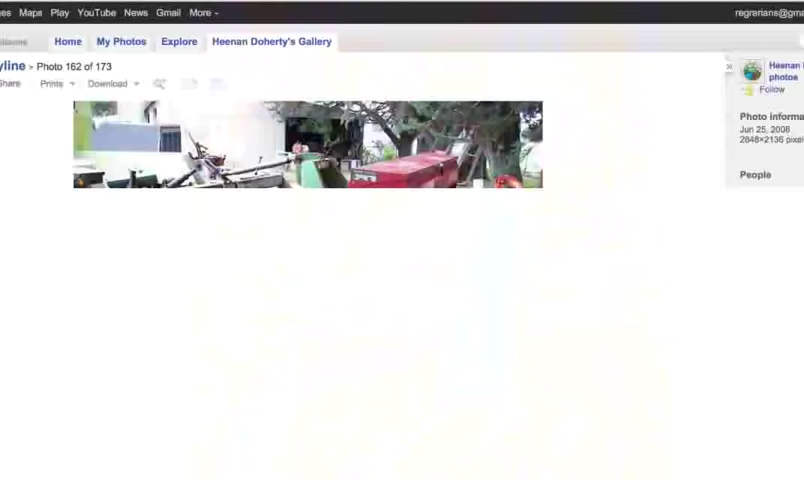 es Maps Play YouTube News Gmail More
regrarians@gm
Home My Photos Explore Heenan Doherty's Gallery
yline > Photo 162 of 173
Share Prints Download
Heenan
photos
Follow
Photo informa
Jun 25, 2008
2848×2136 pixe
People